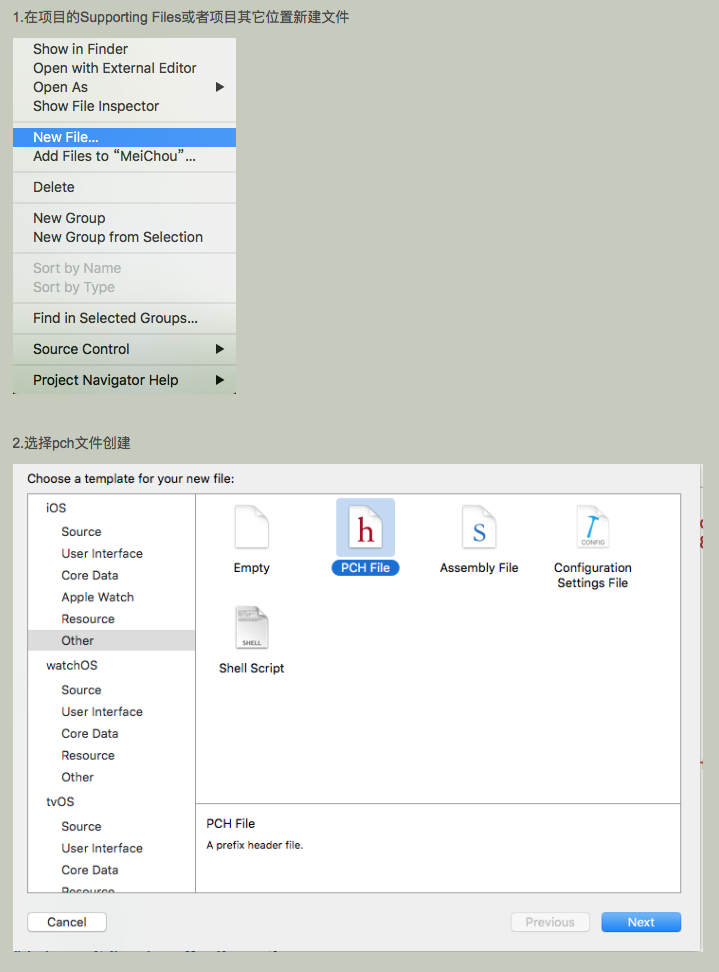 1.在项目的Supporting Files或者项目其它位置新建文件
Show in Finder
Open with External Editor
Open As
Show File Inspector
New File...
Add Files to “MeiChou”...
Delete
New Group
New Group from Selection
Sort by Name
Sort by Type
Find in Selected Groups...
Source Control
Project Navigator Help
2.选择pch文件创建
Choose a template for your new file:
iOS
Source
User Interface
Core Data
Apple Watch
Resource
Other
watchOS
Source
User Interface
Core Data
Resource
Other
tvOS
Source
User Interface
Core Data
Resource
Empty
h
PCH File
S
Assembly File
CONFIG
Configuration
Settings File
SHELL
Shell Script
PCH File
A prefix header file.
Cancel
Previous
Next